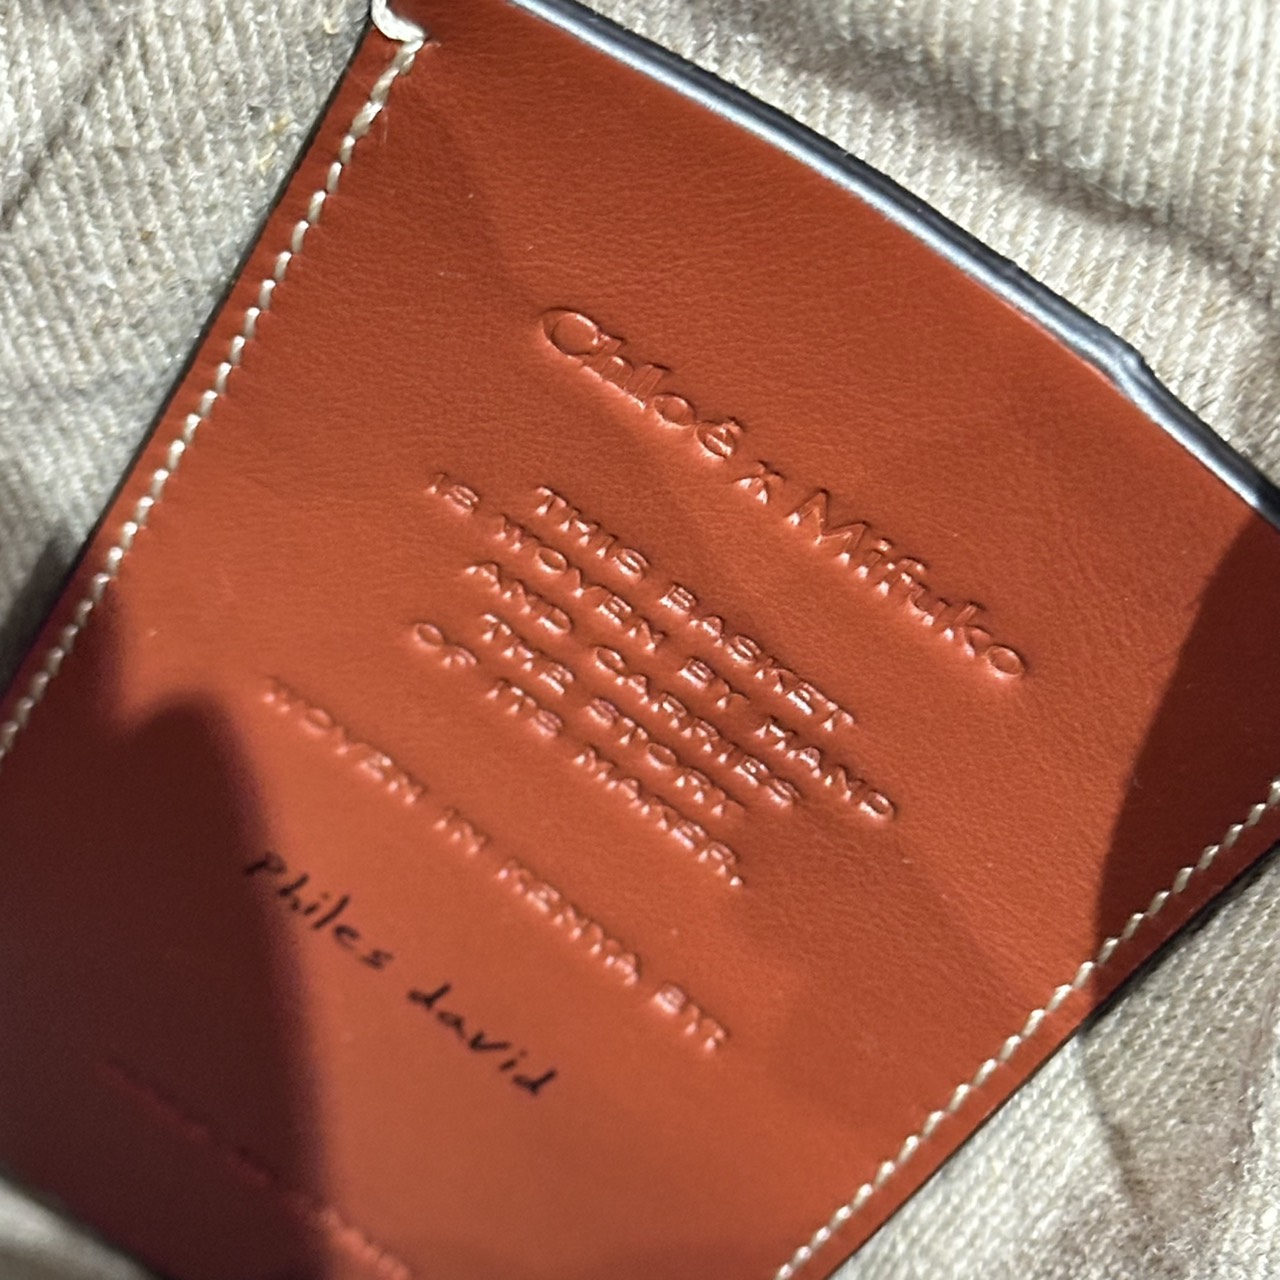 Chloé x Mifuko
THIS BASKET
IS WOVEN BY HAND
AND CARRIES
THE STORY
OF ITS MAKER.
WOVEN IN KENYA BY:
Philes david